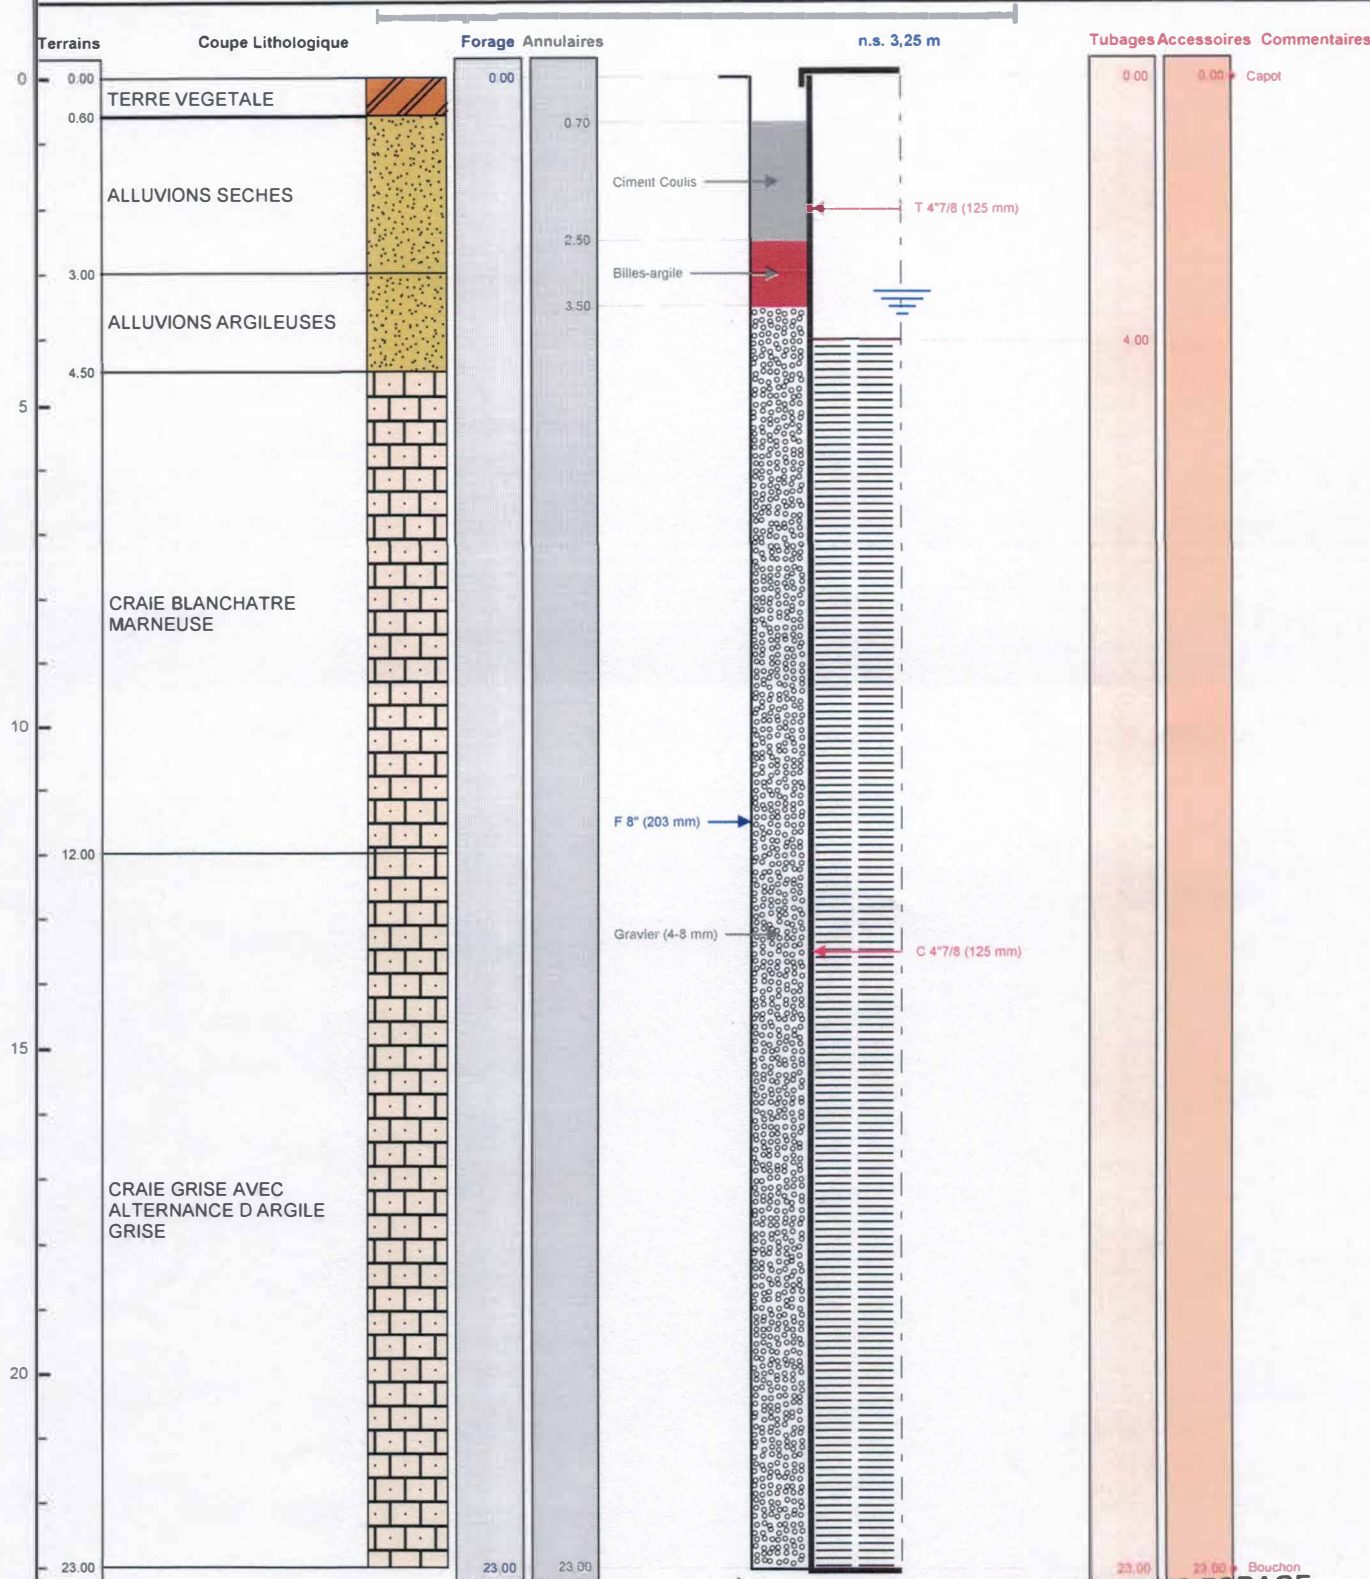 Terrains Coupe Lithologique Forage Annulaires n.s. 3,25 m Tubages Accessoires Commentaires
0 0.00 0.00 0.00 0.00 Capot
TERRE VEGETALE
0.60 0.70
Ciment Coulis
ALLUVIONS SECHES
T 4"7/8 (125 mm)
2.50
3.00 Billes-argile
3.50
ALLUVIONS ARGILEUSES
4.00
4.50
5
CRAIE BLANCHATRE
MARNEUSE
10
F 8" (203 mm)
12.00
Gravier (4-8 mm)
C 4"7/8 (125 mm)
15
CRAIE GRISE AVEC
ALTERNANCE D ARGILE
GRISE
20
23.00 23.00 23.00 23.00 23.00 Bouchon